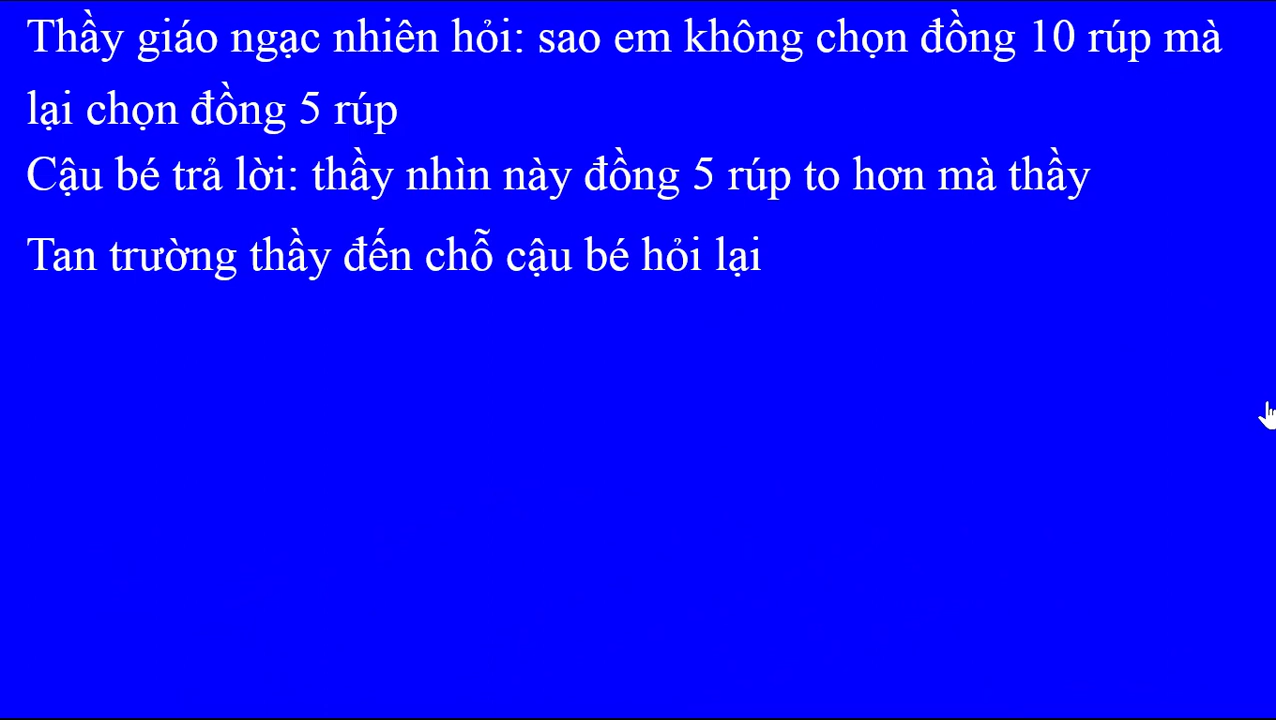 Thầy giáo ngạc nhiên hỏi: sao em không chọn đồng 10 rúp mà
lại chọn đồng 5 rúp
Cậu bé trả lời: thầy nhìn này đồng 5 rúp to hơn mà thầy
Tan trường thầy đến chỗ cậu bé hỏi lại